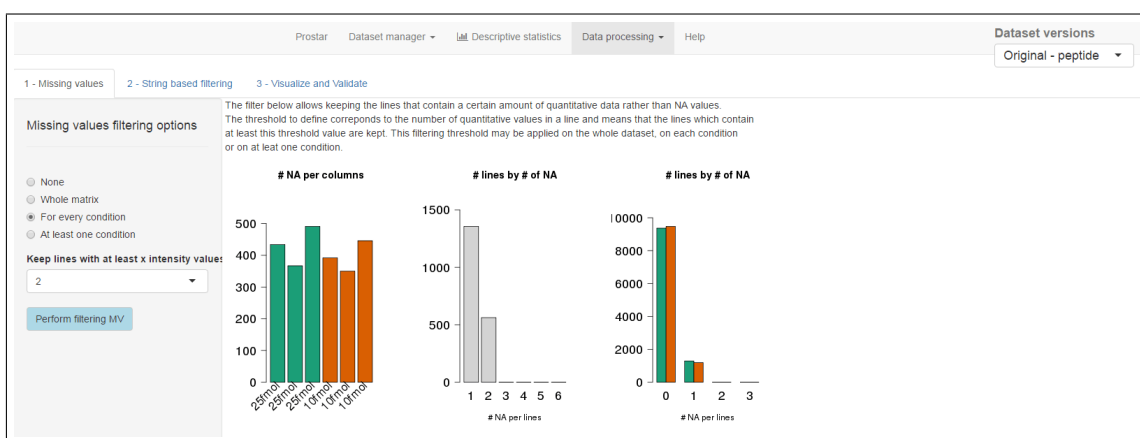 Prostar Dataset manager Descriptive statistics Data processing Help
Dataset versions
Original - peptide
1 - Missing values 2 - String based filtering 3 - Visualize and Validate
Missing values filtering options
None
Whole matrix
For every condition
At least one condition
Keep lines with at least x intensity values
2
Perform filtering MV
The filter below allows keeping the lines that contain a certain amount of quantitative data rather than NA values.
The threshold to define correponds to the number of quantitative values in a line and means that the lines which contain
at least this threshold value are kept. This filtering threshold may be applied on the whole dataset, on each condition
or on at leat one condition.
# NA per columns
500
400
300
200
100
0
25fmol 25fmol 25fmol 10fmol 10fmol 10fmol
# lines by # of NA
1500
1000
500
0
1 2 3 4 5 6
# NA per lines
# lines by # of NA
10000
8000
6000
4000
2000
0
0 1 2 3
# NA per lines